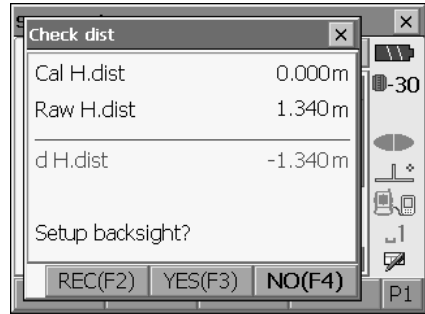 Check dist
Cal H.dist 0.000m
Raw H.dist 1.340m
d H.dist -1.340m
Setup backsight?
REC(F2) YES(F3) NO(F4)
-30
1
P1